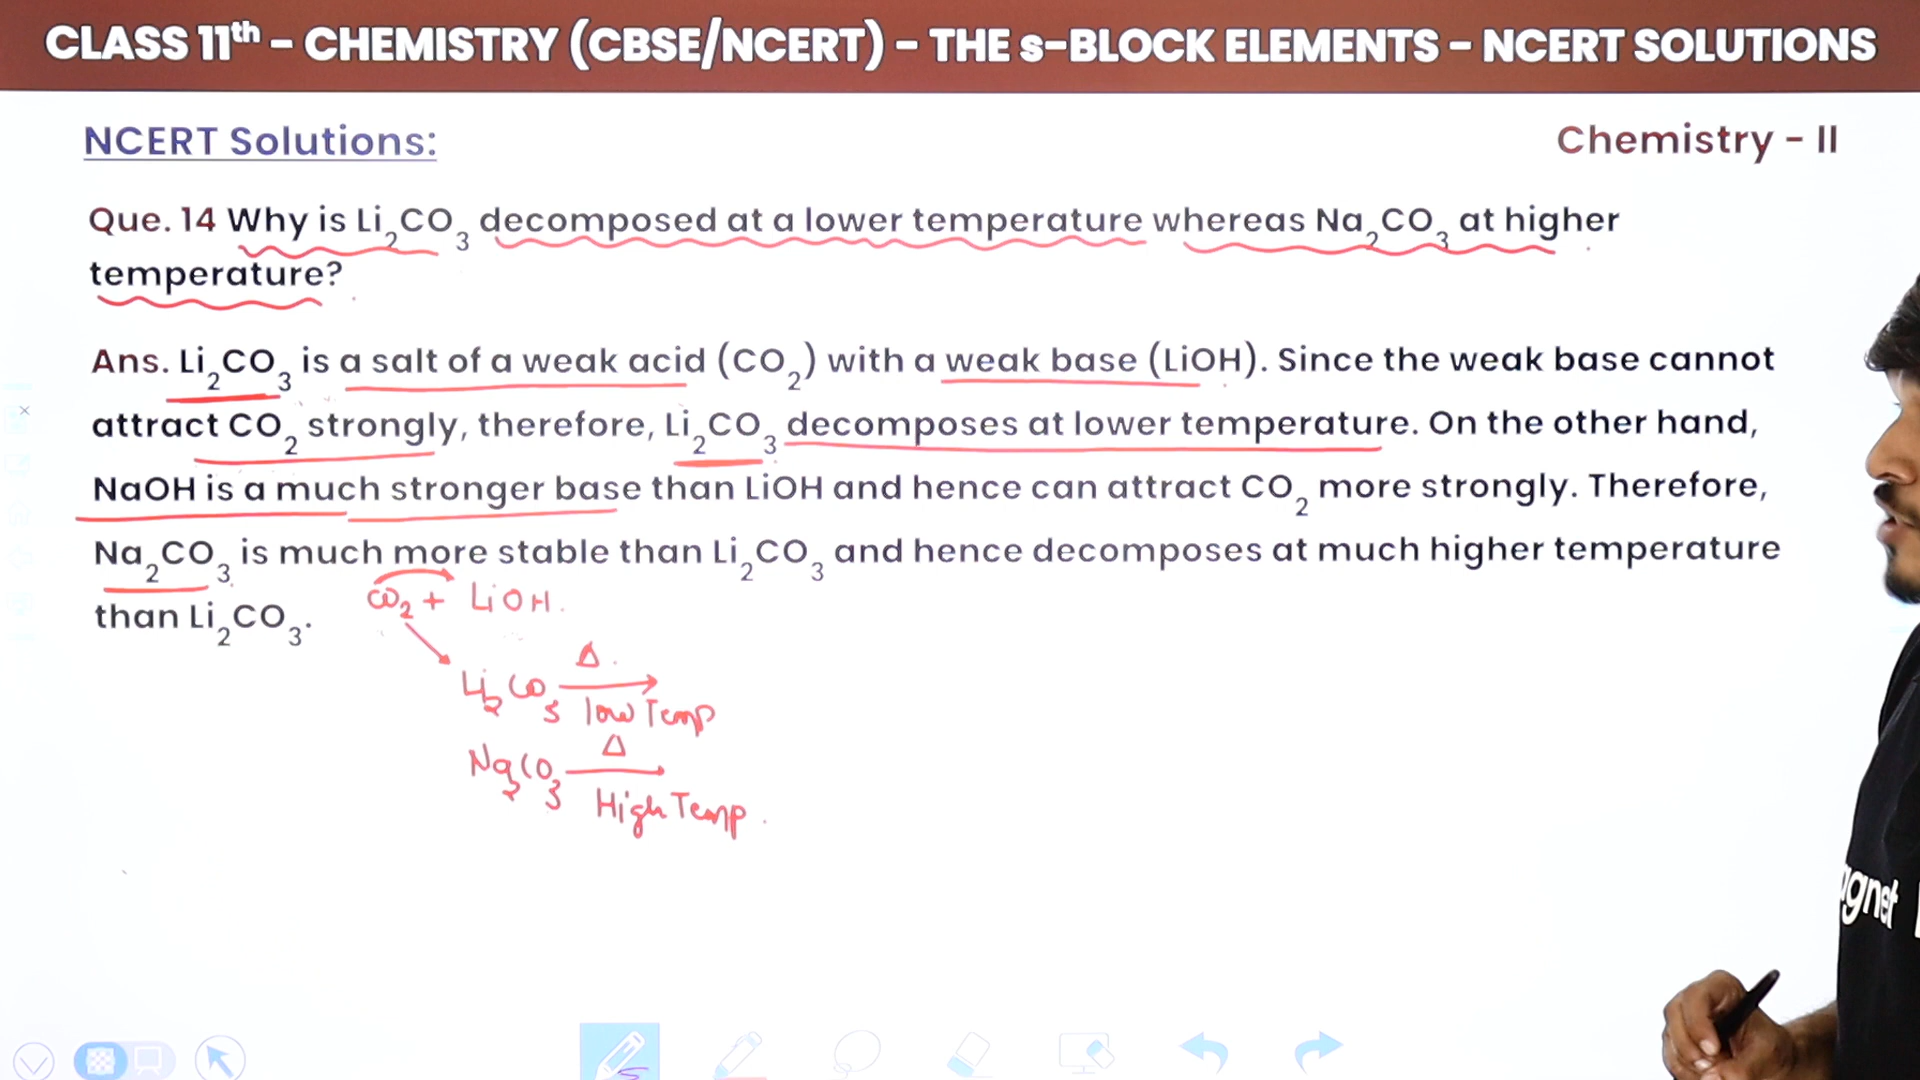 CLASS 11th - CHEMISTRY (CBSE/NCERT) - THE s-BLOCK ELEMENTS - NCERT SOLUTIONS
NCERT Solutions:
Chemistry - II
Que. 14 Why is Li₂CO₃ decomposed at a lower temperature whereas Na₂CO₃ at higher
temperature?
Ans. Li₂CO₃ is a salt of a weak acid (CO₂) with a weak base (LiOH). Since the weak base cannot
attract CO₂ strongly, therefore, Li₂CO₃ decomposes at lower temperature. On the other hand,
NaOH is a much stronger base than LiOH and hence can attract CO₂ more strongly. Therefore,
Na₂CO₃ is much more stable than Li₂CO₃ and hence decomposes at much higher temperature
than Li₂CO₃.
CO₂ + LiOH.
Δ
Li₂CO₃ → low Temp
Δ
Na₂CO₃ → High Temp.